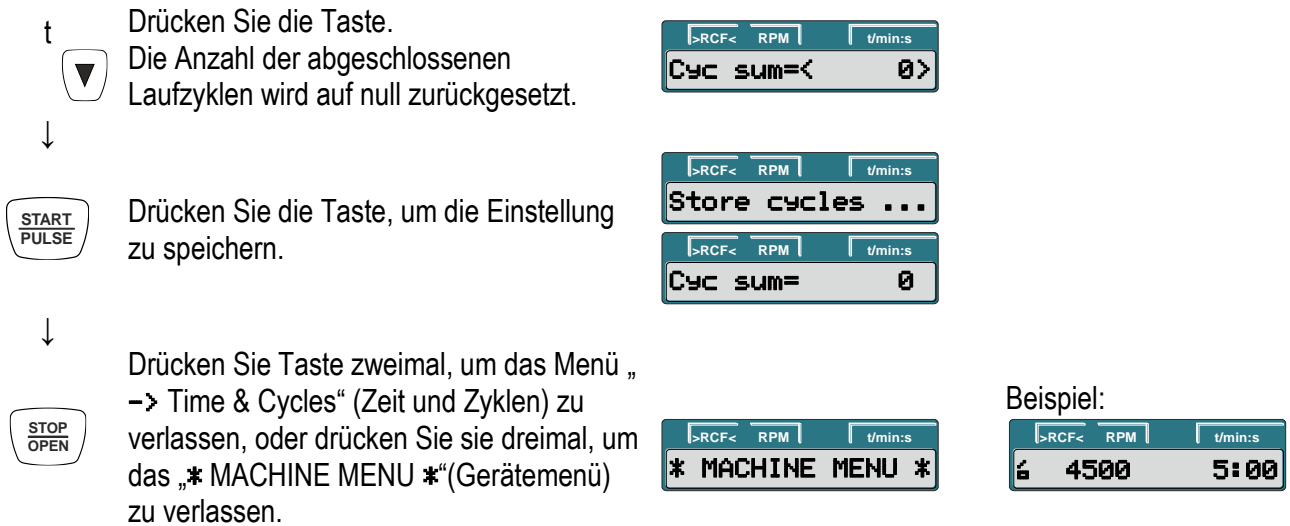 t
Drücken Sie die Taste.
Die Anzahl der abgeschlossenen
Laufzyklen wird auf null zurückgesetzt.
>RCF< RPM t/min:s
Cyc sum=< 0>
↓
START
PULSE
Drücken Sie die Taste, um die Einstellung
zu speichern.
>RCF< RPM t/min:s
Store cycles ...
>RCF< RPM t/min:s
Cyc sum= 0
↓
STOP
OPEN
Drücken Sie Taste zweimal, um das Menü „
-> Time & Cycles“ (Zeit und Zyklen) zu
verlassen, oder drücken Sie sie dreimal, um
das „* MACHINE MENU *“(Gerätemenü)
zu verlassen.
>RCF< RPM t/min:s
* MACHINE MENU *
Beispiel:
>RCF< RPM t/min:s
4500 5:00